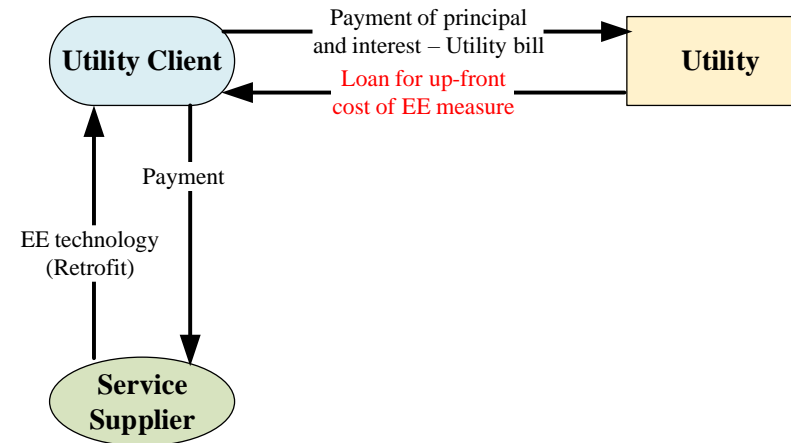 Payment of principal
and interest – Utility bill
Utility Client
Utility
Loan for up-front
cost of EE measure
Payment
EE technology
(Retrofit)
Service
Supplier